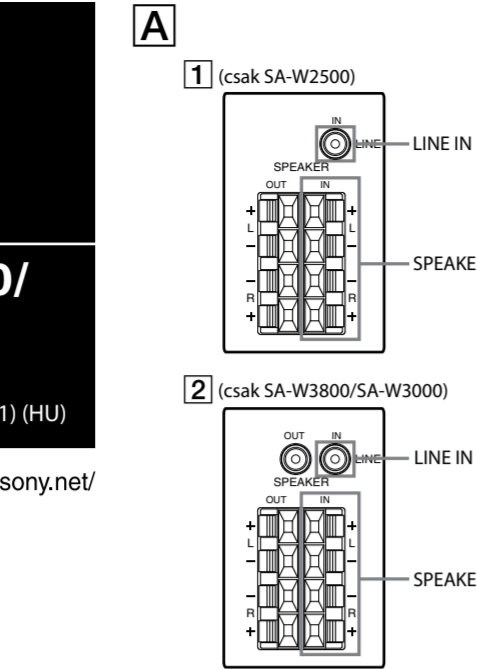 A
1 (csak SA-W2500)
IN
LINE
LINE IN
SPEAKER
OUT IN
+ +
L L
– –
SPEAKE
– –
R R
+ +
0/
1) (HU)
sony.net/
2 (csak SA-W3800/SA-W3000)
OUT IN
LINE
LINE IN
SPEAKER
OUT IN
+ +
L L
– –
SPEAKE
– –
R R
+ +